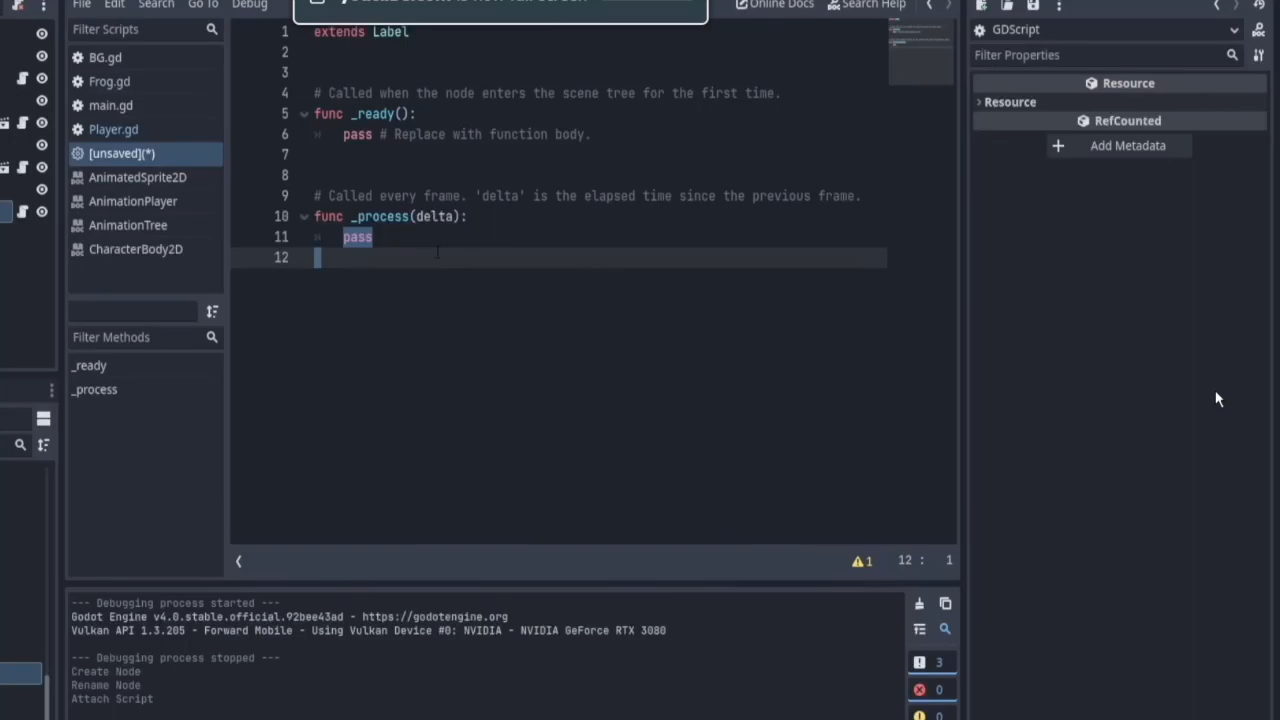 File Edit Search Go To Debug
Online Docs
Search Help
Filter Scripts
BG.gd
Frog.gd
main.gd
Player.gd
[unsaved](*)
AnimatedSprite2D
AnimationPlayer
AnimationTree
CharacterBody2D
Filter Methods
_ready
_process
1 extends Label
2
3
4 # Called when the node enters the scene tree for the first time.
5 func _ready():
6 pass # Replace with function body.
7
8
9 # Called every frame. 'delta' is the elapsed time since the previous frame.
10 func _process(delta):
11 pass
12
1
12 : 1
--- Debugging process started ---
Godot Engine v4.0.stable.official.92bee43ad - https://godotengine.org
Vulkan API 1.3.205 - Forward Mobile - Using Vulkan Device #0: NVIDIA - NVIDIA GeForce RTX 3080
--- Debugging process stopped ---
Create Node
Rename Node
Attach Script
3
0
0
GDScript
Filter Properties
Resource
Resource
RefCounted
Add Metadata